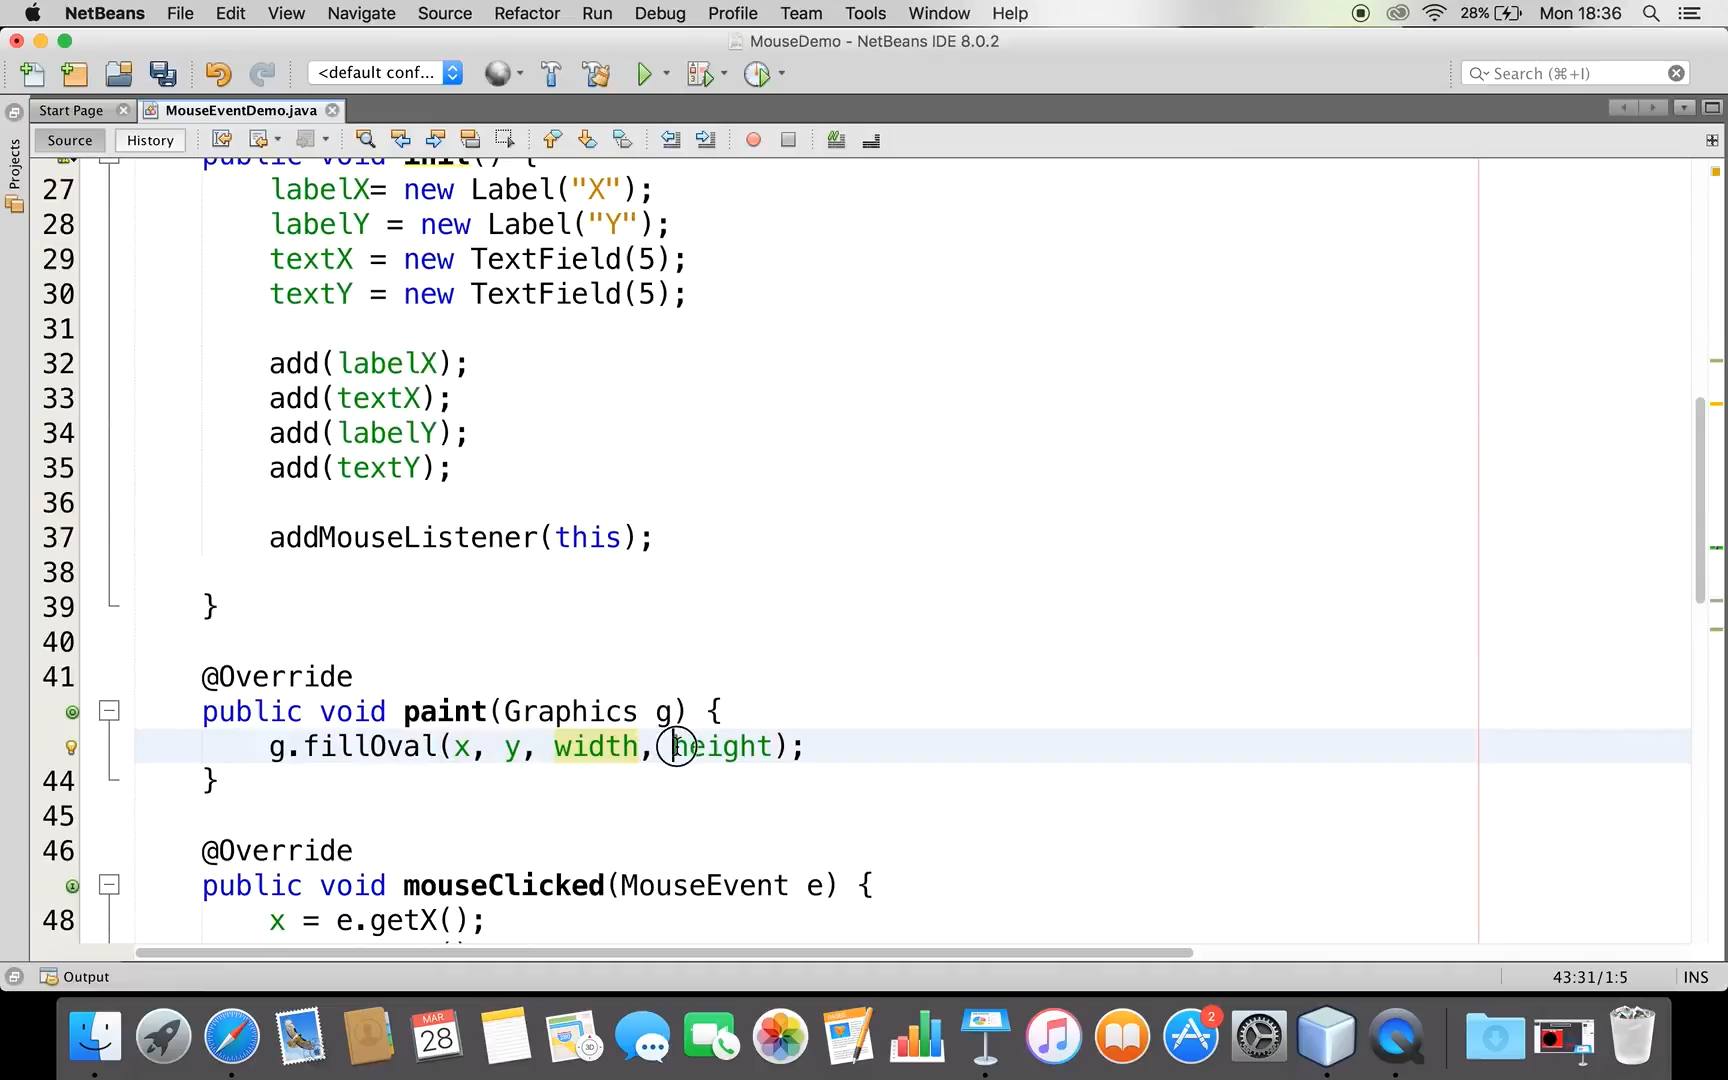 NetBeans File Edit View Navigate Source Refactor Run Debug Profile Team Tools Window Help 28% Mon 18:36
MouseDemo - NetBeans IDE 8.0.2
<default conf... Search (⌘+I)
Start Page MouseEventDemo.java
Source History
Projects
public void init() {
27 labelX= new Label("X");
28 labelY = new Label("Y");
29 textX = new TextField(5);
30 textY = new TextField(5);
31
32 add(labelX);
33 add(textX);
34 add(labelY);
35 add(textY);
36
37 addMouseListener(this);
38
39 }
40
41 @Override
public void paint(Graphics g) {
g.fillOval(x, y, width, height);
44 }
45
46 @Override
public void mouseClicked(MouseEvent e) {
48 x = e.getX();
Output 43:31/1:5 INS
MAR
28
3D
2